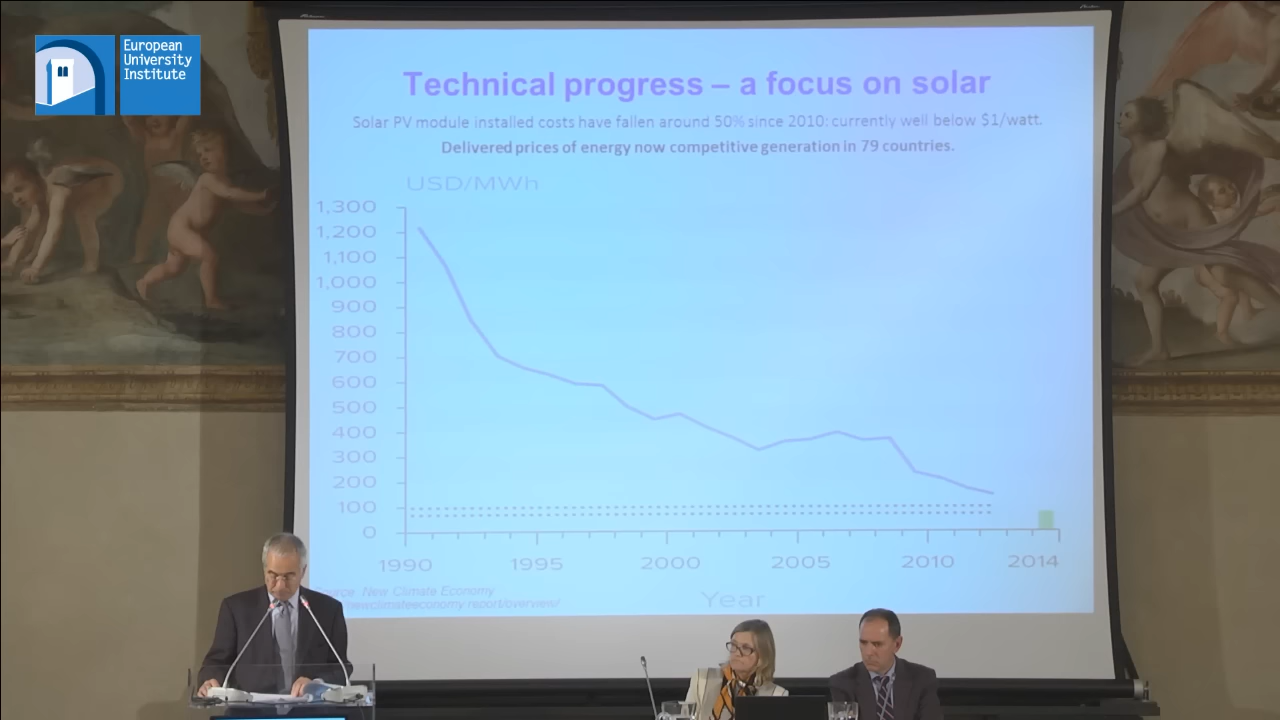 European
University
Institute
Technical progress – a focus on solar
Solar PV module installed costs have fallen around 50% since 2010: currently well below $1/watt.
Delivered prices of energy now competitive generation in 79 countries.
USD/MWh
1,300
1,200
1,100
1,000
900
800
700
600
500
400
300
200
100
0
1990
1995
2000
2005
2010
2014
Year
New Climate Economy
newclimateeconomy.report/overview/